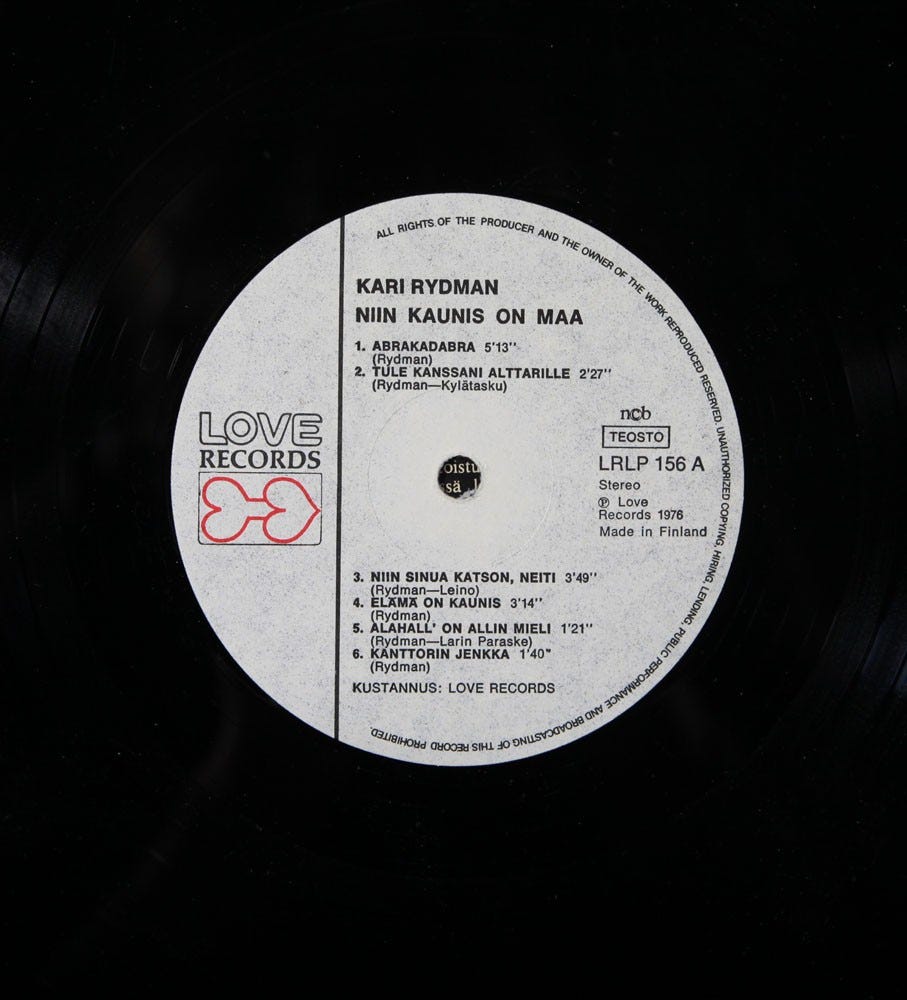 ALL RIGHTS OF THE PRODUCER AND THE OWNER OF THE WORK REPRODUCED RESERVED. UNAUTHORIZED COPYING, HIRING, LENDING, PUBLIC PERFORMANCE AND BROADCASTING OF THIS RECORD PROHIBITED.
KARI RYDMAN
NIIN KAUNIS ON MAA
1. ABRAKADABRA 5'13''
(Rydman)
2. TULE KANSSANI ALTTARILLE 2'27''
(Rydman—Kylätasku)
LOVE
RECORDS
ncb
TEOSTO
LRLP 156 A
Stereo
℗ Love
Records 1976
Made in Finland
oistu
sä
3. NIIN SINUA KATSON, NEITI 3'49''
(Rydman—Leino)
4. ELÄMÄ ON KAUNIS 3'14''
(Rydman)
5. ALAHALL' ON ALLIN MIELI 1'21''
(Rydman—Larin Paraske)
6. KANTTORIN JENKKA 1'40"
(Rydman)
KUSTANNUS: LOVE RECORDS